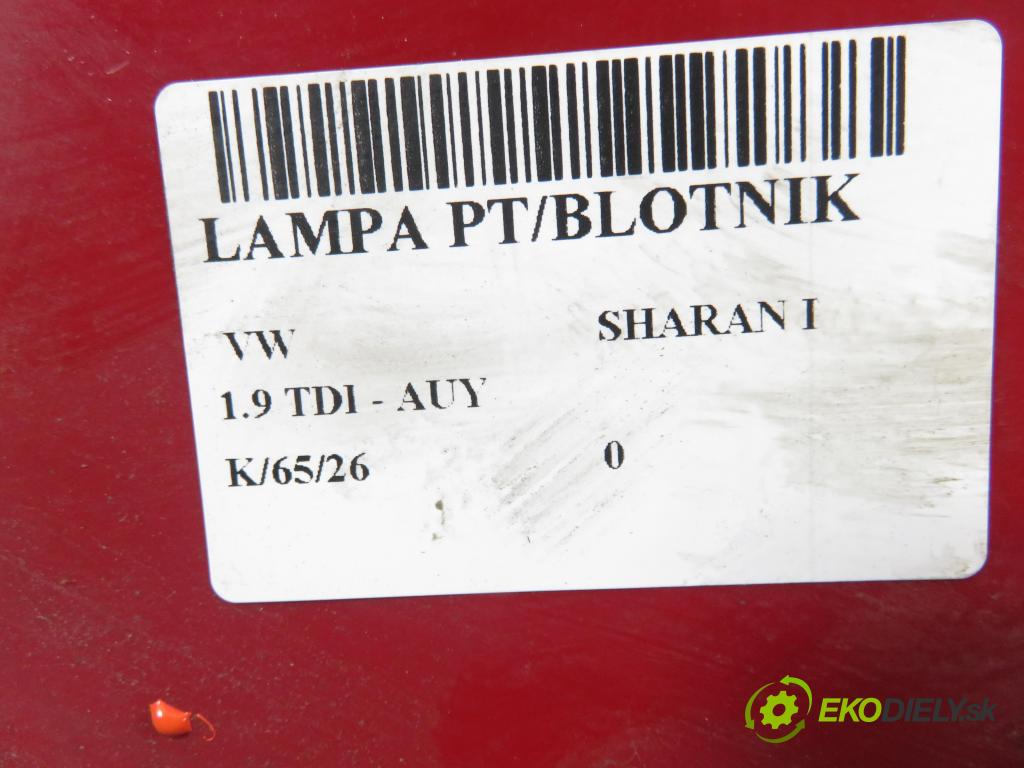 LAMPA PT/BLOTNIK
VW SHARAN I
1.9 TDI - AUY
K/65/26 0
EKODIELY.sk